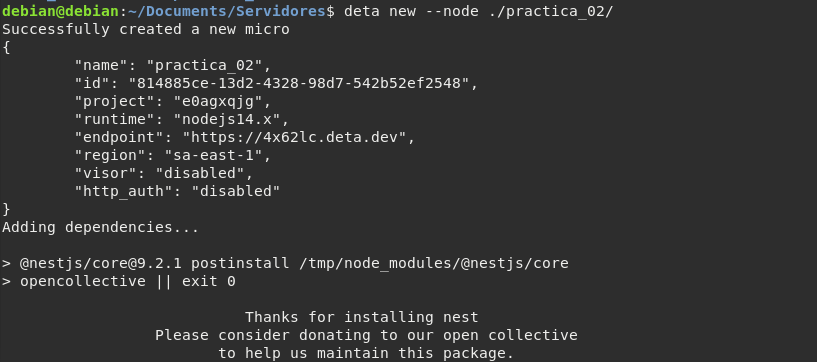 debian@debian:~/Documents/Servidores$ deta new --node ./practica_02/
Successfully created a new micro
{
        "name": "practica_02",
        "id": "814885ce-13d2-4328-98d7-542b52ef2548",
        "project": "e0agxqjg",
        "runtime": "nodejs14.x",
        "endpoint": "https://4x62lc.deta.dev",
        "region": "sa-east-1",
        "visor": "disabled",
        "http_auth": "disabled"
}
Adding dependencies...

> @nestjs/core@9.2.1 postinstall /tmp/node_modules/@nestjs/core
> opencollective || exit 0

                           Thanks for installing nest
                 Please consider donating to our open collective
                        to help us maintain this package.